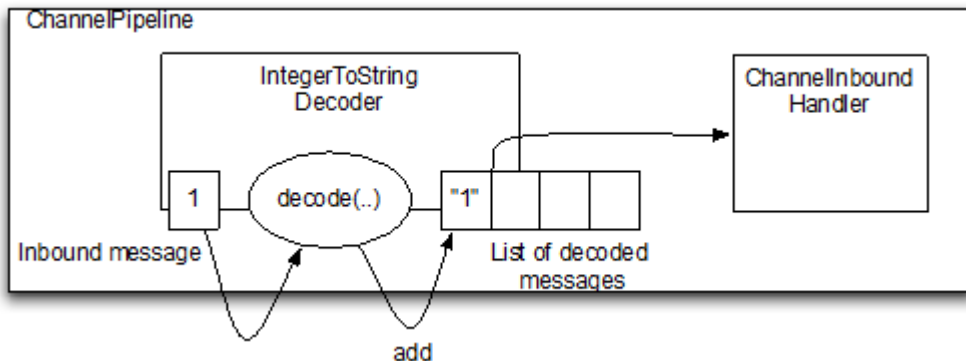 ChannelPipeline
IntegerToString
Decoder
ChannelInbound
Handler
1
decode(..)
"1"
Inbound message
List of decoded
messages
add